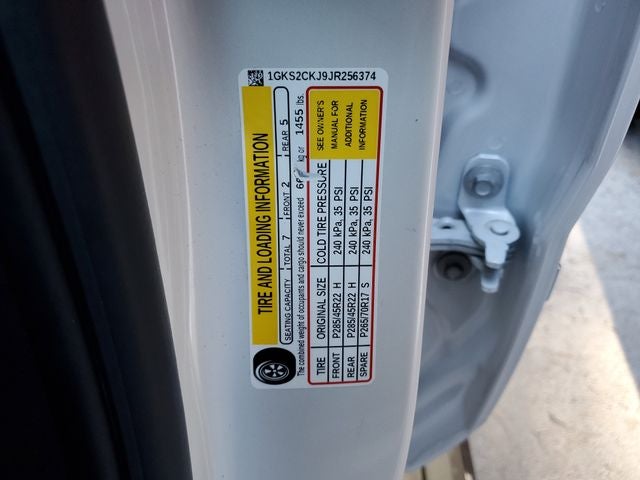 1GKS2CKJ9JR256374
TIRE AND LOADING INFORMATION
SEATING CAPACITY TOTAL 7 FRONT 2 REAR 5
The combined weight of occupants and cargo should never exceed kg or 1455 lbs.
TIRE ORIGINAL SIZE COLD TIRE PRESSURE SEE OWNER'S
FRONT P285/45R22 H 240 kPa, 35 PSI MANUAL FOR
REAR P285/45R22 H 240 kPa, 35 PSI ADDITIONAL
SPARE P265/70R17 S 240 kPa, 35 PSI INFORMATION